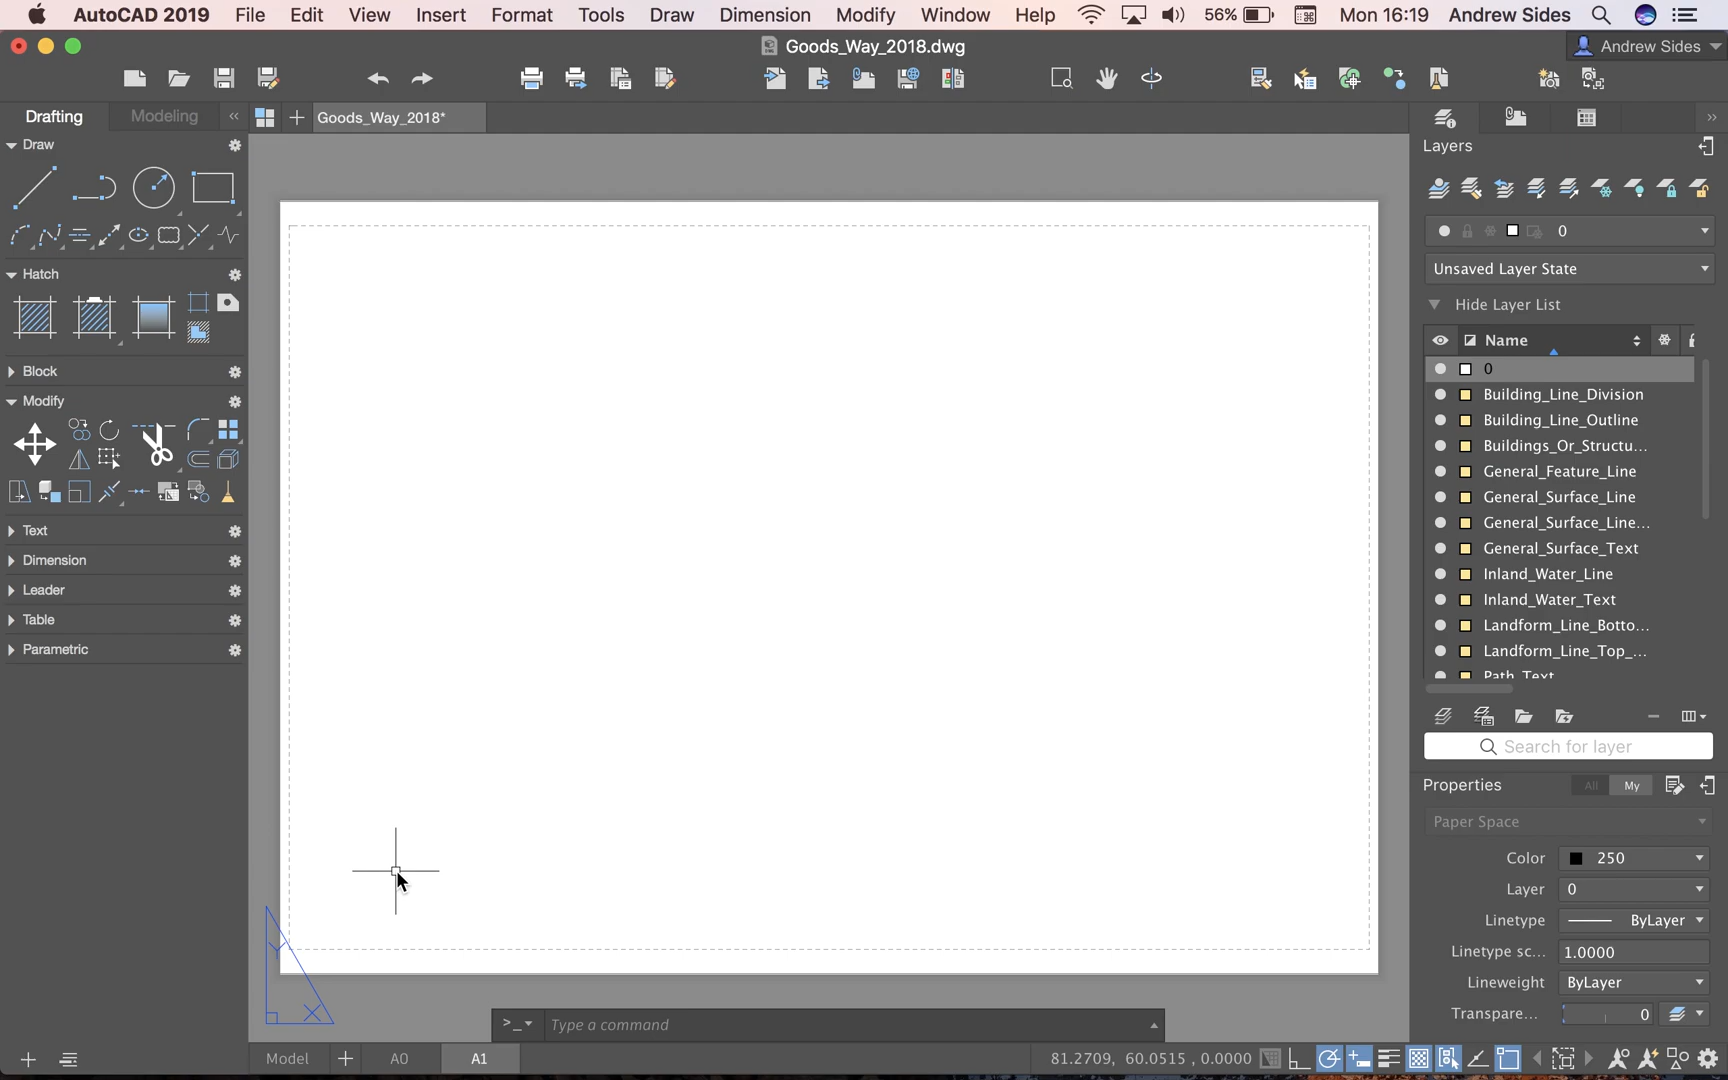 AutoCAD 2019 File Edit View Insert Format Tools Draw Dimension Modify Window Help 56% Mon 16:19 Andrew Sides
Goods_Way_2018.dwg
Andrew Sides
Drafting Modeling
Goods_Way_2018*
Draw
Hatch
Block
Modify
Text
Dimension
Leader
Table
Parametric
Y
X
Layers
0
Unsaved Layer State
Hide Layer List
Name
0
Building_Line_Division
Building_Line_Outline
Buildings_Or_Structu...
General_Feature_Line
General_Surface_Line
General_Surface_Line...
General_Surface_Text
Inland_Water_Line
Inland_Water_Text
Landform_Line_Botto...
Landform_Line_Top_...
Path_Text
Search for layer
Properties All My
Paper Space
Color 250
Layer 0
Linetype ByLayer
Linetype sc... 1.0000
Lineweight ByLayer
Transpare... 0
>_ Type a command
Model A0 A1
81.2709, 60.0515 , 0.0000